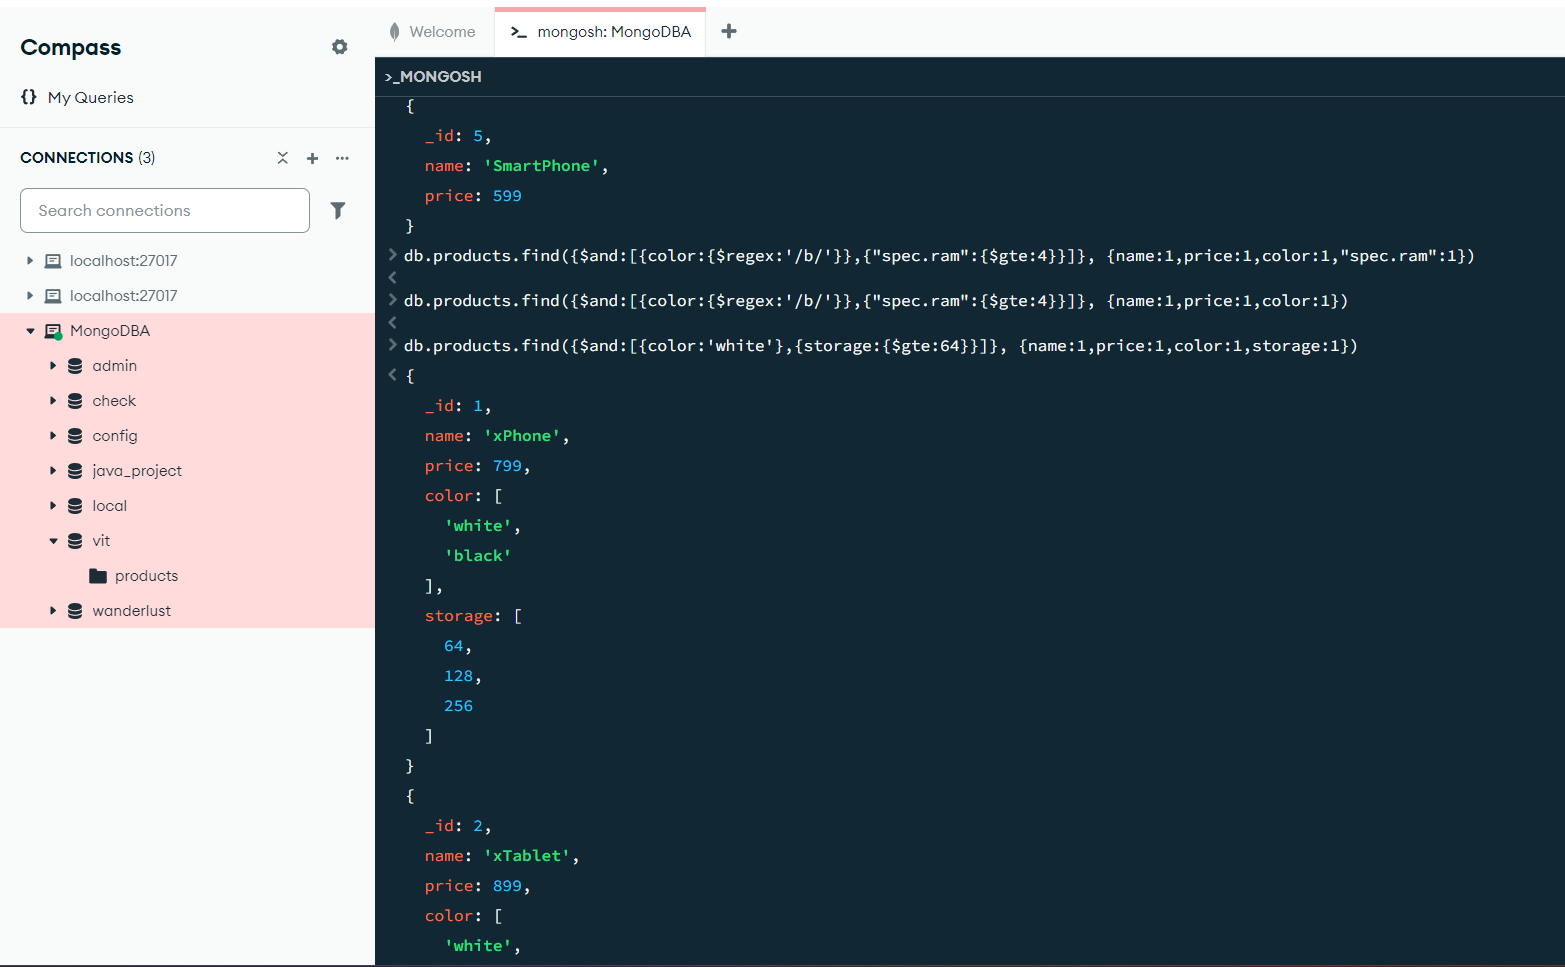 Compass
{} My Queries
CONNECTIONS (3)
Search connections
localhost:27017
localhost:27017
MongoDBA
admin
check
config
java_project
local
vit
products
wanderlust
Welcome
>_ mongosh: MongoDBA
>_MONGOSH
{
_id: 5,
name: 'SmartPhone',
price: 599
}
> db.products.find({$and:[{color:{$regex:'/b/'}},{"spec.ram":{$gte:4}}]}, {name:1,price:1,color:1,"spec.ram":1})
<
> db.products.find({$and:[{color:{$regex:'/b/'}},{"spec.ram":{$gte:4}}]}, {name:1,price:1,color:1})
<
> db.products.find({$and:[{color:'white'},{storage:{$gte:64}}]}, {name:1,price:1,color:1,storage:1})
< {
_id: 1,
name: 'xPhone',
price: 799,
color: [
'white',
'black'
],
storage: [
64,
128,
256
]
}
{
_id: 2,
name: 'xTablet',
price: 899,
color: [
'white',